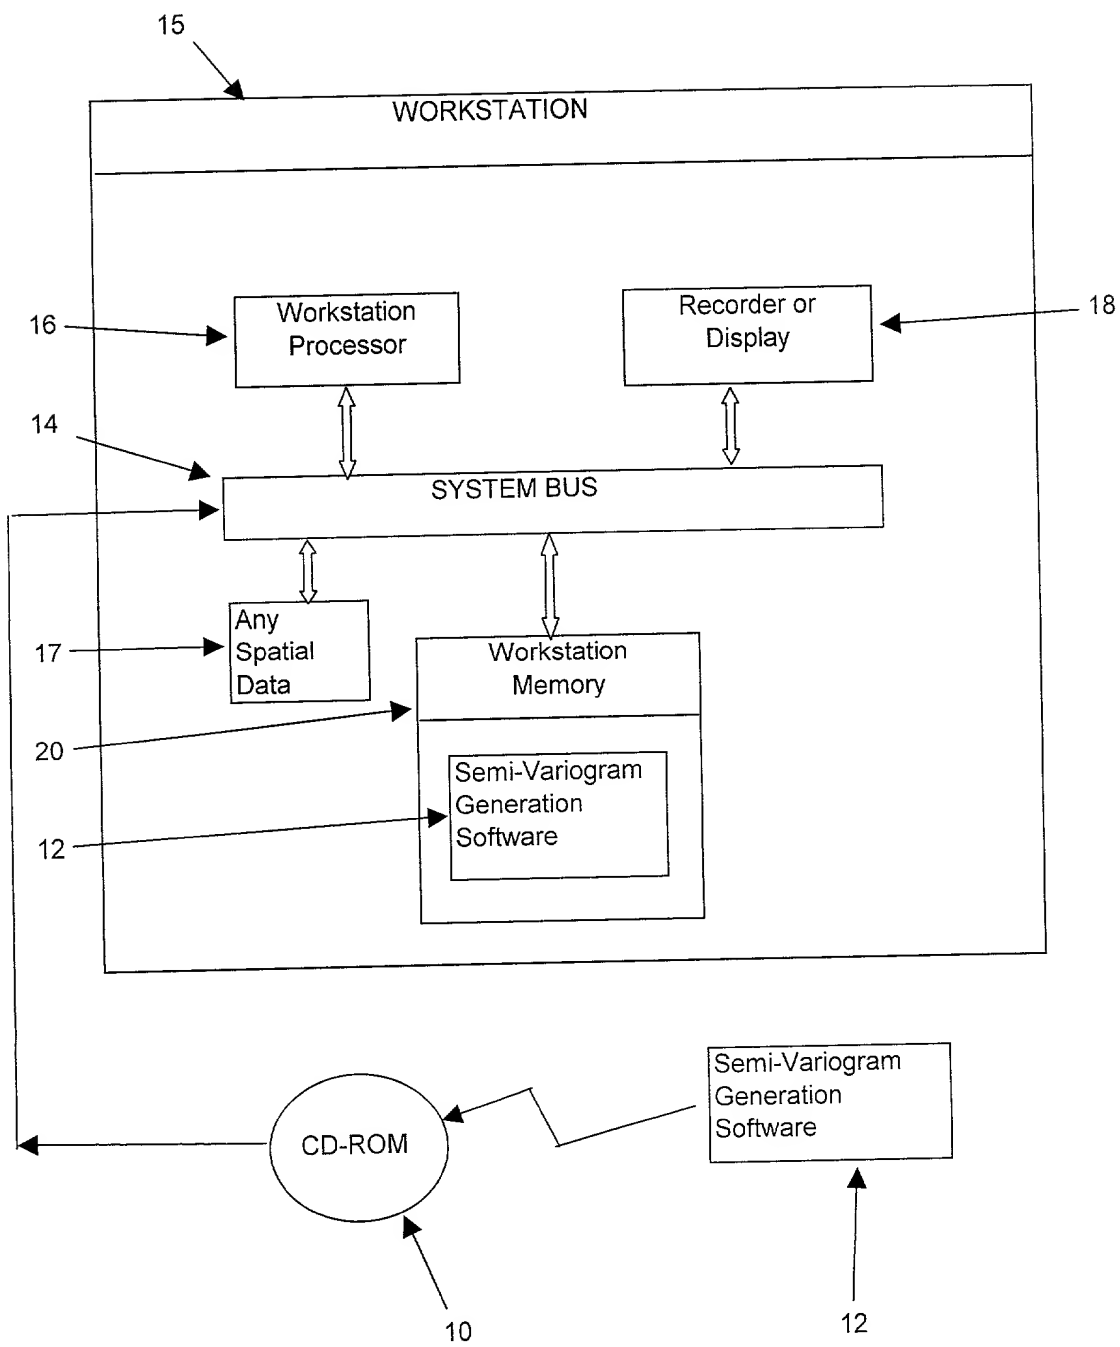 15
WORKSTATION
Workstation
Processor
Recorder or
Display
16
18
14
SYSTEM BUS
Any
Spatial
Data
17
Workstation
Memory
20
Semi-Variogram
Generation
Software
12
CD-ROM
Semi-Variogram
Generation
Software
10
12